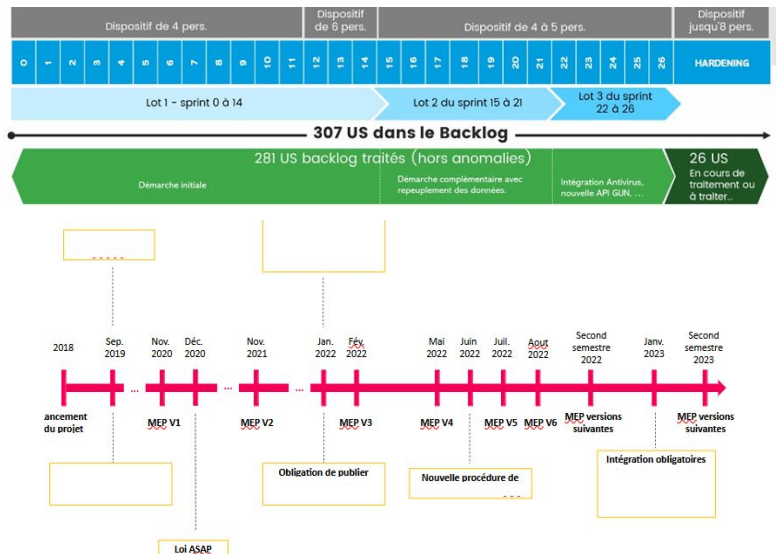 Dispositif de 4 pers.
Dispositif
de 6 pers.
Dispositif de 4 à 5 pers.
Dispositif
jusqu'8 pers.
0 1 2 3 4 5 6 7 8 9 10 11 12 13 14 15 16 17 18 19 20 21 22 23 24 25 26 HARDENING
Lot 1 - sprint 0 à 14
Lot 2 du sprint 15 à 21
Lot 3 du sprint
22 à 26
307 US dans le Backlog
281 US backlog traités (hors anomalies)
Démarche initiale
Démarche complémentaire avec
repeuplement des données.
Intégration Antivirus,
nouvelle API GUN, ...
26 US
En cours de
traitement ou
à traiter...
2018
Sep.
2019
Nov.
2020
Déc.
2020
Nov.
2021
Jan.
2022
Fév.
2022
Mai
2022
Juin
2022
Juil.
2022
Aout
2022
Second
semestre
2022
Janv.
2023
Second
semestre
2023
... ... ...
ancement
du projet
MEP V1
MEP V2
MEP V3
MEP V4
MEP V5
MEP V6
MEP versions
suivantes
MEP versions
suivantes
Obligation de publier
Nouvelle procédure de
Intégration obligatoires
Loi ASAP